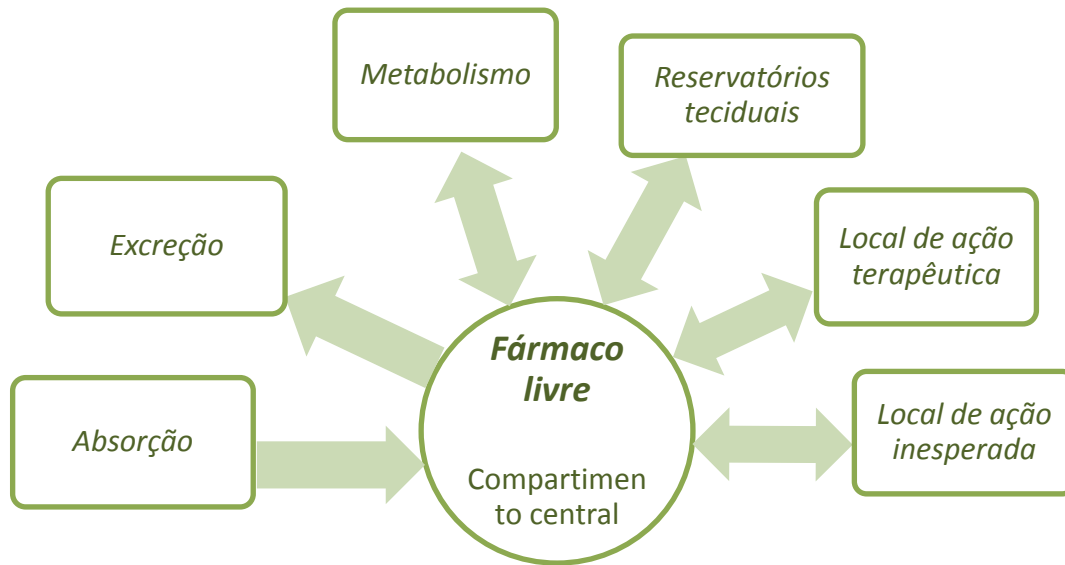 Metabolismo
Reservatórios
teciduais
Excreção
Local de ação
terapêutica
Absorção
Fármaco
livre
Compartimen
to central
Local de ação
inesperada